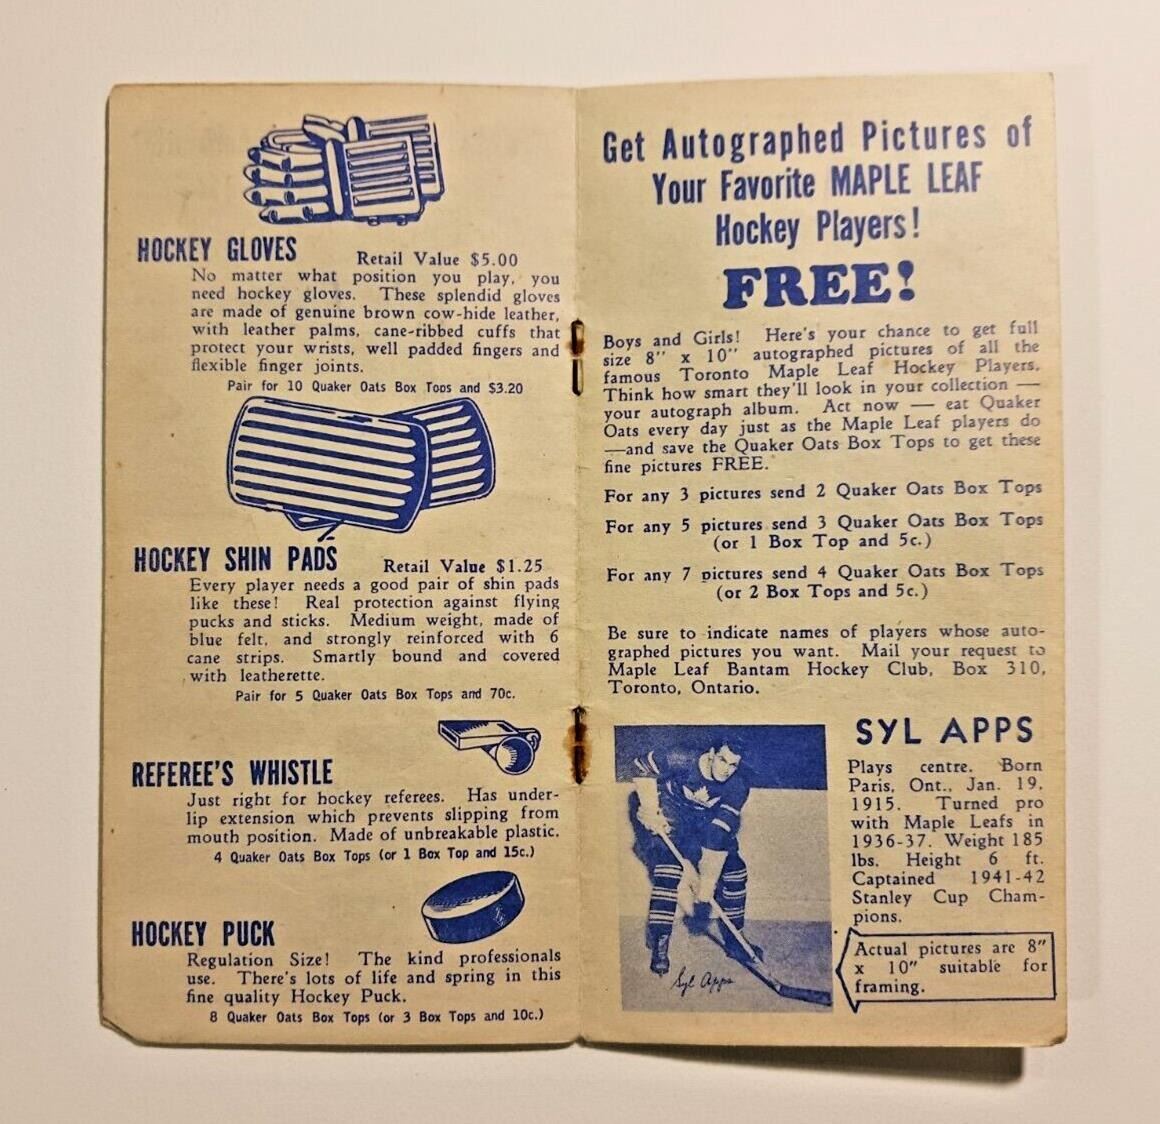 HOCKEY GLOVES Retail Value $5.00
No matter what position you play, you
need hockey gloves. These splendid gloves
are made of genuine brown cow-hide leather,
with leather palms, cane-ribbed cuffs that
protect your wrists, well padded fingers and
flexible finger joints.
Pair for 10 Quaker Oats Box Tops and $3.20
HOCKEY SHIN PADS Retail Value $1.25
Every player needs a good pair of shin pads
like these! Real protection against flying
pucks and sticks. Medium weight, made of
blue felt, and strongly reinforced with 6
cane strips. Smartly bound and covered
with leatherette.
Pair for 5 Quaker Oats Box Tops and 70c.
REFEREE'S WHISTLE
Just right for hockey referees. Has under-
lip extension which prevents slipping from
mouth position. Made of unbreakable plastic.
4 Quaker Oats Box Tops (or 1 Box Top and 15c.)
HOCKEY PUCK
Regulation Size! The kind professionals
use. There's lots of life and spring in this
fine quality Hockey Puck.
8 Quaker Oats Box Tops (or 3 Box Tops and 10c.)
Get Autographed Pictures of
Your Favorite MAPLE LEAF
Hockey Players!
FREE!
Boys and Girls! Here's your chance to get full
size 8" x 10" autographed pictures of all the
famous Toronto Maple Leaf Hockey Players.
Think how smart they'll look in your collection —
your autograph album. Act now — eat Quaker
Oats every day just as the Maple Leaf players do
—and save the Quaker Oats Box Tops to get these
fine pictures FREE.
For any 3 pictures send 2 Quaker Oats Box Tops
For any 5 pictures send 3 Quaker Oats Box Tops
(or 1 Box Top and 5c.)
For any 7 pictures send 4 Quaker Oats Box Tops
(or 2 Box Tops and 5c.)
Be sure to indicate names of players whose auto-
graphed pictures you want. Mail your request to
Maple Leaf Bantam Hockey Club, Box 310,
Toronto, Ontario.
SYL APPS
Plays centre. Born
Paris, Ont., Jan. 19,
1915. Turned pro
with Maple Leafs in
1936-37. Weight 185
lbs. Height 6 ft.
Captained 1941-42
Stanley Cup Cham-
pions.
Actual pictures are 8"
x 10" suitable for
framing.
Syl Apps